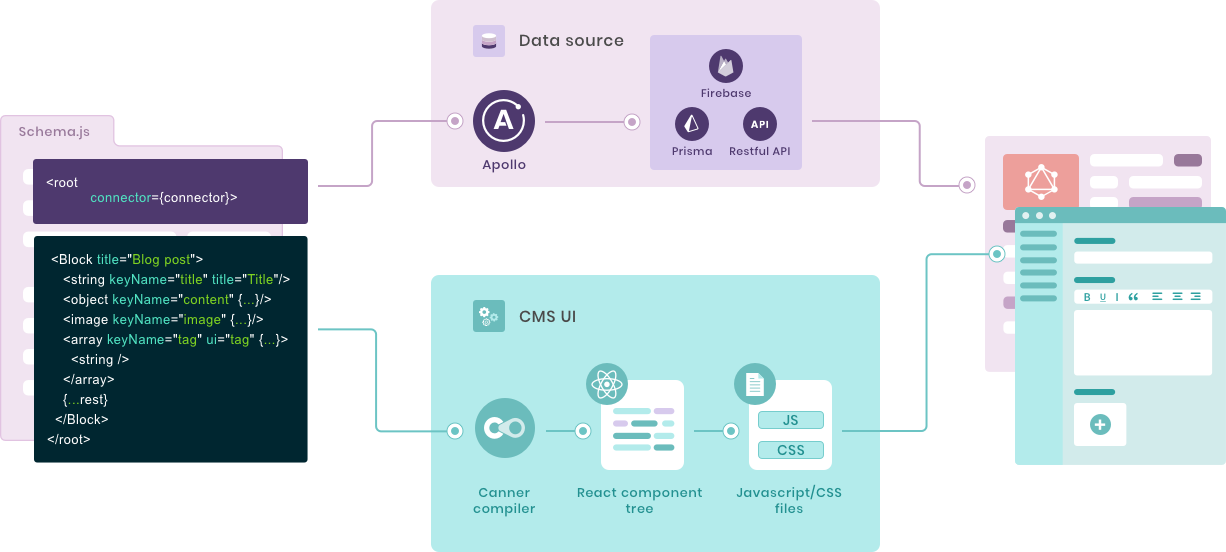 Schema.js
<root
connector={connector}>
<Block title="Blog post">
<string keyName="title" title="Title"/>
<object keyName="content" {...}/>
<image keyName="image" {...}/>
<array keyName="tag" ui="tag" {...}>
<string />
</array>
{...rest}
</Block>
</root>
Data source
A
Apollo
Firebase
API
Prisma
Restful API
CMS UI
JS
CSS
Canner
compiler
React component
tree
Javascript/CSS
files
B U I “